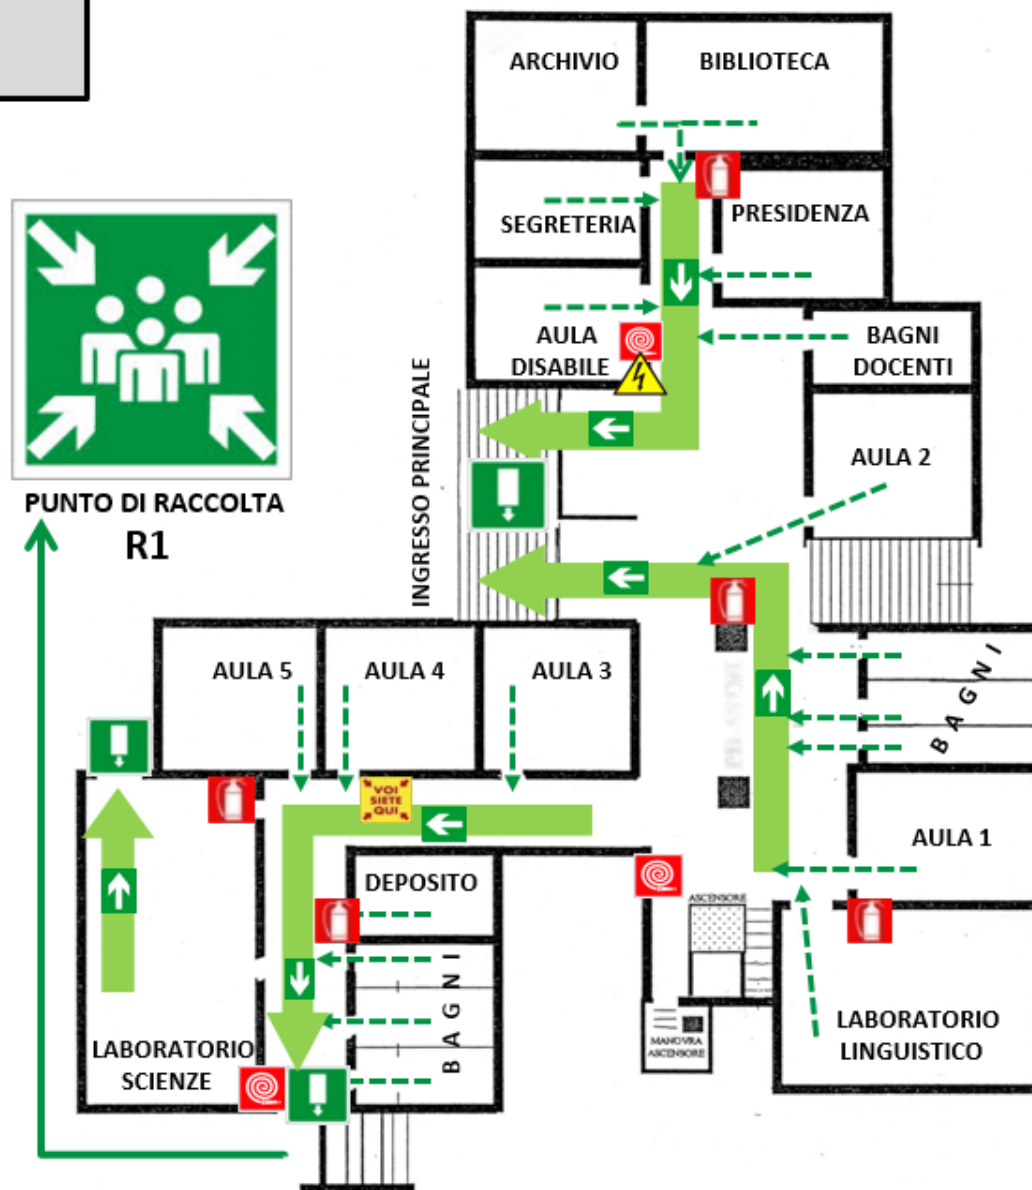 ARCHIVIO
BIBLIOTECA
SEGRETERIA
PRESIDENZA
AULA
DISABILE
BAGNI
DOCENTI
INGRESSO PRINCIPALE
AULA 2
PUNTO DI RACCOLTA
R1
AULA 5
AULA 4
AULA 3
BAGNI
VOI
SIETE
QUI
AULA 1
DEPOSITO
ASCENSORE
BAGNI
LABORATORIO
SCIENZE
MANOVRA
ASCENSORE
LABORATORIO
LINGUISTICO